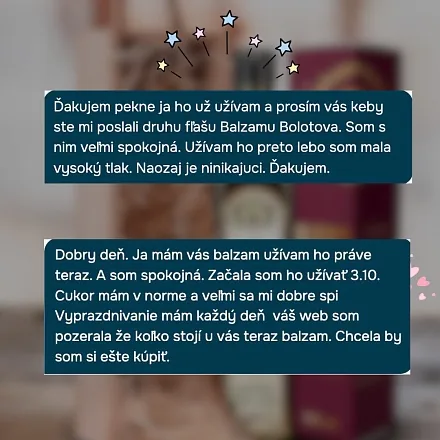 Ďakujem pekne ja ho už užívam a prosím vás keby
ste mi poslali druhu fľašu Balzamu Bolotova. Som s
nim veľmi spokojná. Užívam ho preto lebo som mala
vysoký tlak. Naozaj je ninikajuci. Ďakujem.
Dobry deň. Ja mám vás balzam užívam ho práve
teraz. A som spokojná. Začala som ho užívať 3.10.
Cukor mám v norme a veľmi sa mi dobre spi
Vyprazdnivanie mám každý deň váš web som
pozerala že koľko stojí u vás teraz balzam. Chcela by
som si ešte kúpiť.